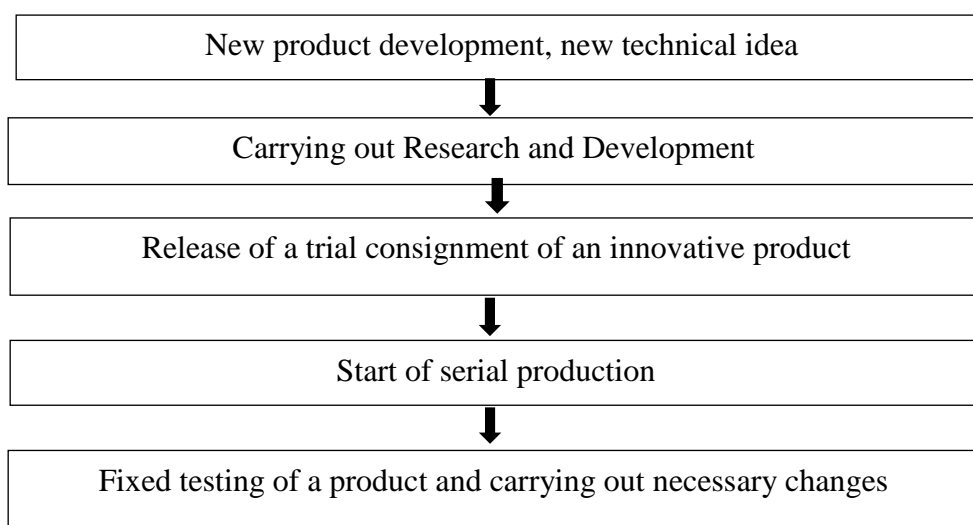 New product development, new technical idea
Carrying out Research and Development
Release of a trial consignment of an innovative product
Start of serial production
Fixed testing of a product and carrying out necessary changes